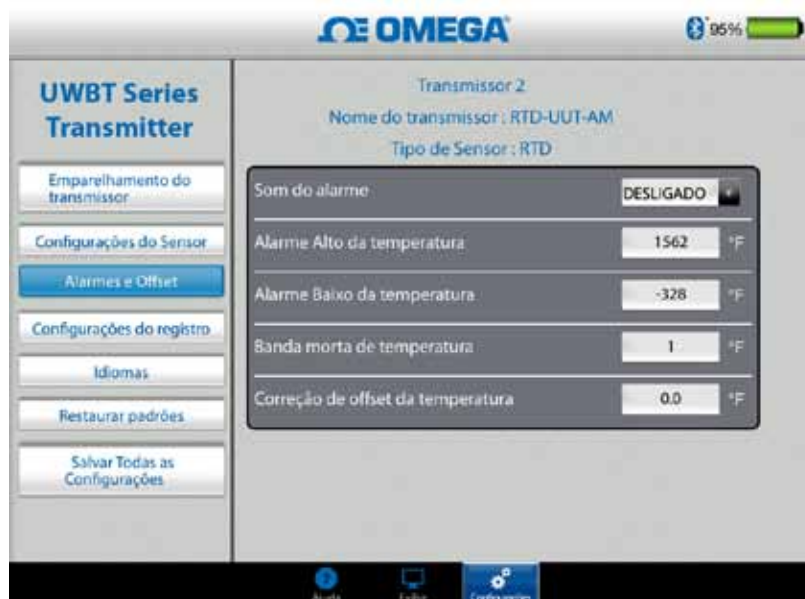 OMEGA
95%
UWBT Series
Transmitter
Emparelhamento do
transmissor
Configurações do Sensor
Alarmes e Offset
Configurações do registro
Idiomas
Restaurar padrões
Salvar Todas as
Configurações
Transmissor 2
Nome do transmissor : RTD-UUT-AM
Tipo de Sensor : RTD
Som do alarme DESLIGADO
Alarme Alto da temperatura 1562 °F
Alarme Baixo da temperatura -328 °F
Banda morta de temperatura 1 °F
Correção de offset da temperatura 0.0 °F
Ajuda Exibir Configurações